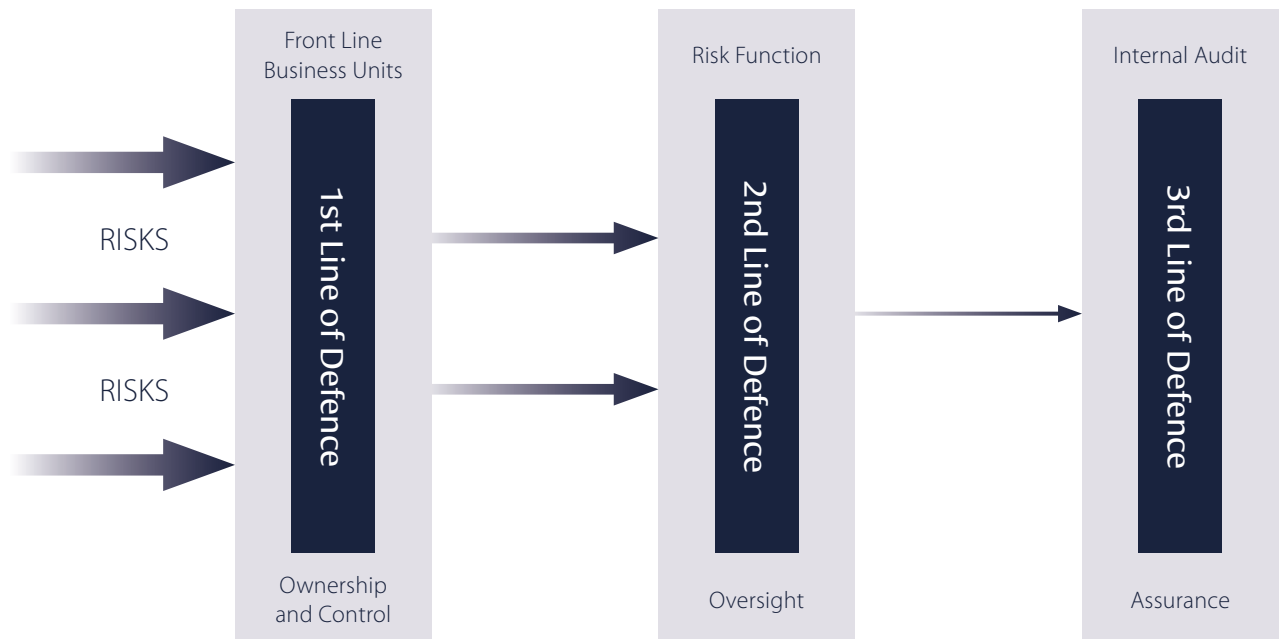 Front Line
Business Units
1st Line of Defence
Ownership
and Control
RISKS
RISKS
Risk Function
2nd Line of Defence
Oversight
Internal Audit
3rd Line of Defence
Assurance